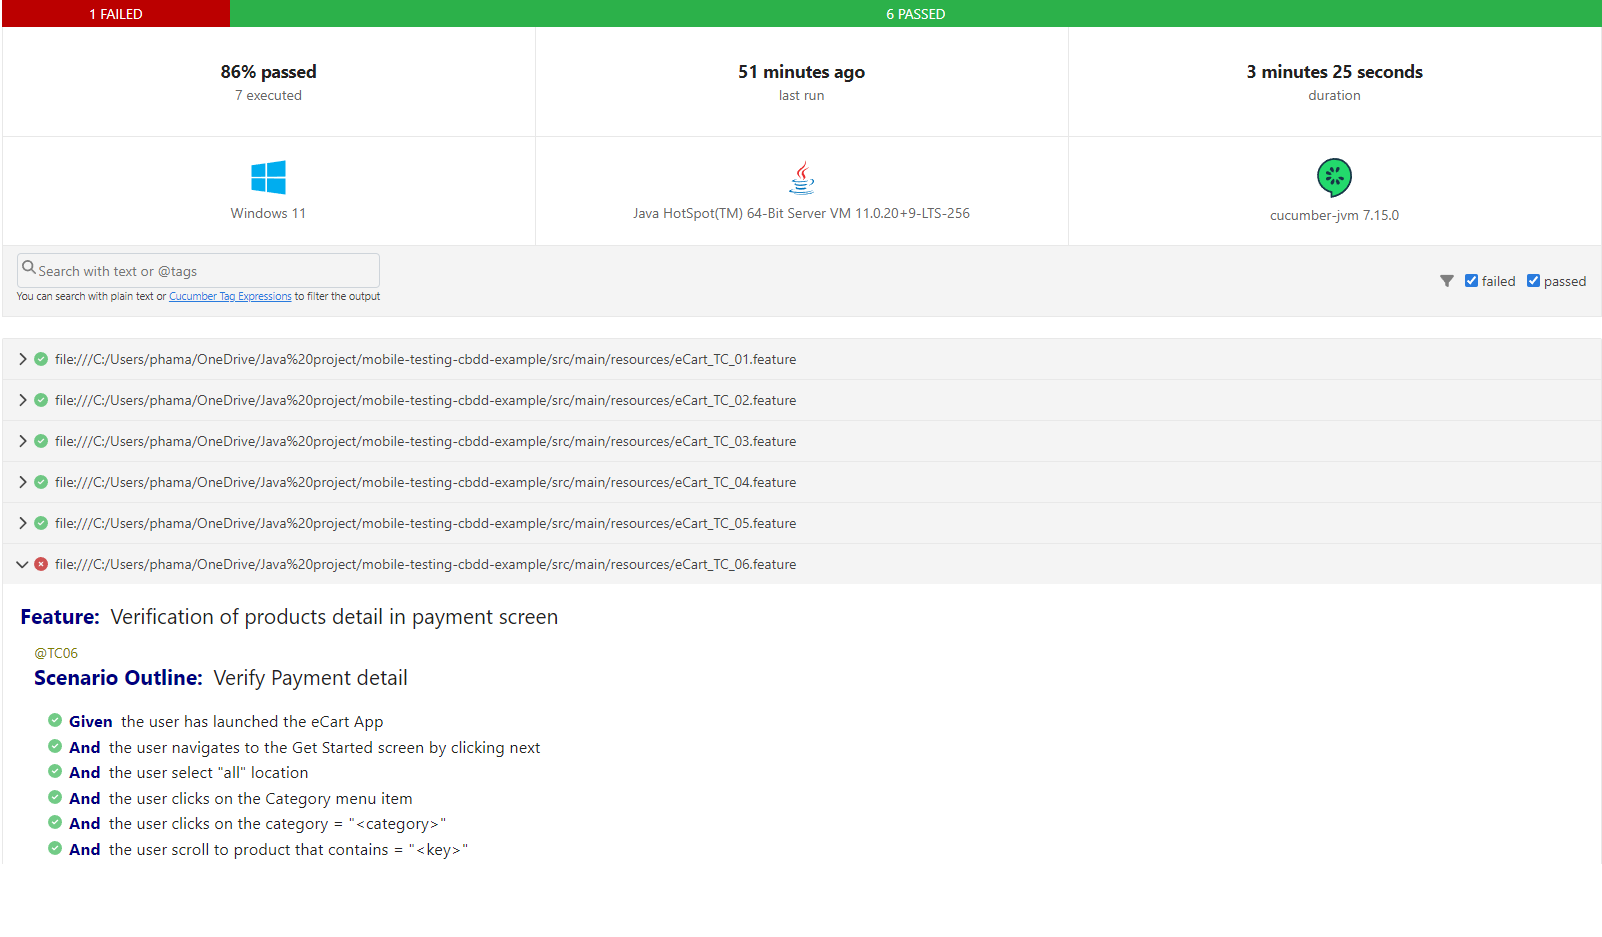 1 FAILED
6 PASSED
86% passed
7 executed
51 minutes ago
last run
3 minutes 25 seconds
duration
Windows 11
Java HotSpot(TM) 64-Bit Server VM 11.0.20+9-LTS-256
cucumber-jvm 7.15.0
Search with text or @tags
You can search with plain text or Cucumber Tag Expressions to filter the output
failed
passed
file:///C:/Users/phama/OneDrive/Java%20project/mobile-testing-cbdd-example/src/main/resources/eCart_TC_01.feature
file:///C:/Users/phama/OneDrive/Java%20project/mobile-testing-cbdd-example/src/main/resources/eCart_TC_02.feature
file:///C:/Users/phama/OneDrive/Java%20project/mobile-testing-cbdd-example/src/main/resources/eCart_TC_03.feature
file:///C:/Users/phama/OneDrive/Java%20project/mobile-testing-cbdd-example/src/main/resources/eCart_TC_04.feature
file:///C:/Users/phama/OneDrive/Java%20project/mobile-testing-cbdd-example/src/main/resources/eCart_TC_05.feature
file:///C:/Users/phama/OneDrive/Java%20project/mobile-testing-cbdd-example/src/main/resources/eCart_TC_06.feature
Feature: Verification of products detail in payment screen
@TC06
Scenario Outline: Verify Payment detail
Given the user has launched the eCart App
And the user navigates to the Get Started screen by clicking next
And the user select "all" location
And the user clicks on the Category menu item
And the user clicks on the category = "<category>"
And the user scroll to product that contains = "<key>"